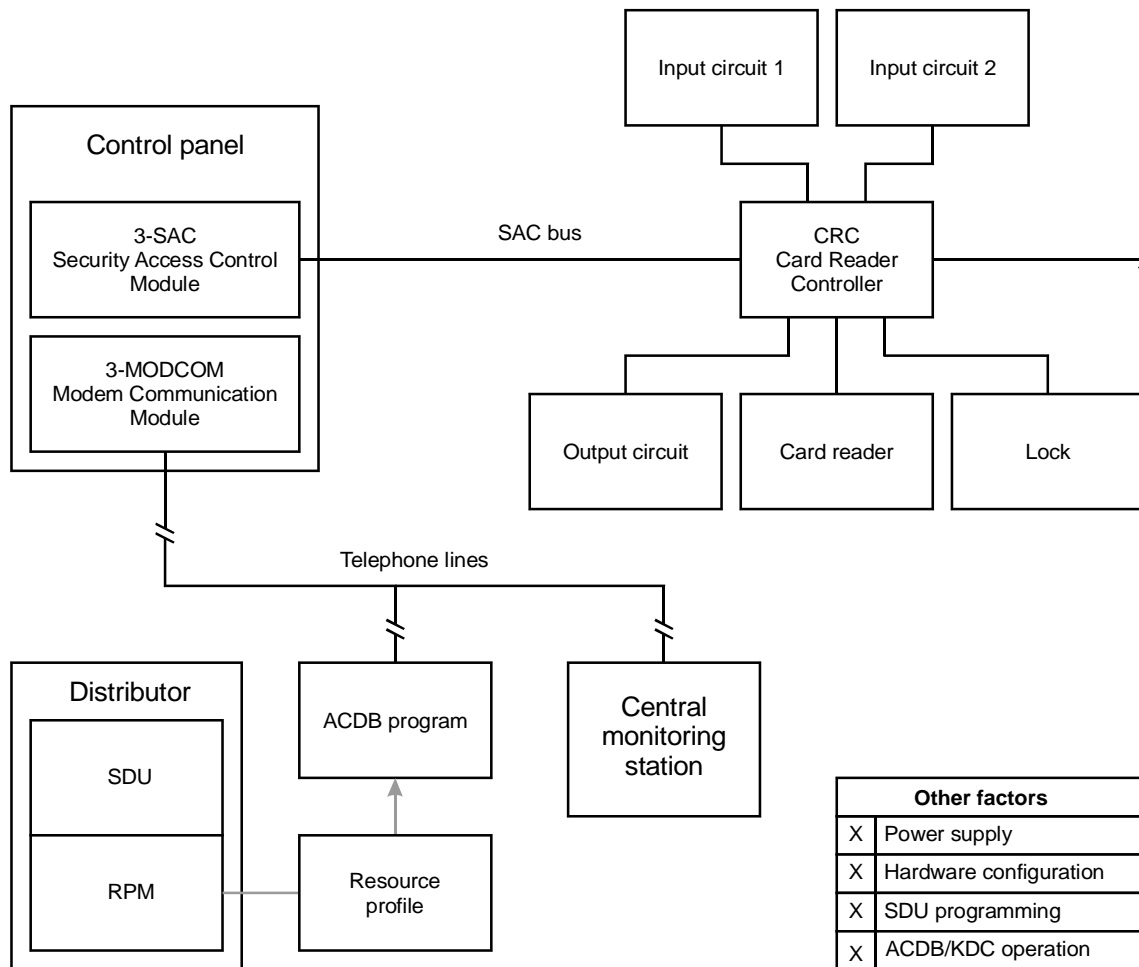 Input circuit 1
Input circuit 2
Control panel
3-SAC
Security Access Control
Module
SAC bus
CRC
Card Reader
Controller
3-MODCOM
Modem Communication
Module
Output circuit
Card reader
Lock
Telephone lines
Distributor
SDU
RPM
ACDB program
Resource
profile
Central
monitoring
station
Other factors
X Power supply
X Hardware configuration
X SDU programming
X ACDB/KDC operation